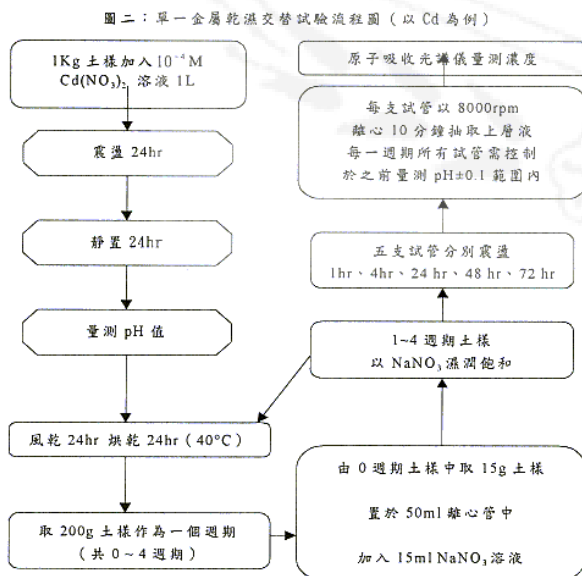 圖二：單一金屬乾濕交替試驗流程圖（以 Cd 為例）
1Kg 土樣加入 10⁻⁴ M
Cd(NO₃)₂ 溶液 1L
震盪 24hr
靜置 24hr
量測 pH 值
風乾 24hr 烘乾 24hr（40°C）
取 200g 土樣作為一個週期
（共 0~4 週期）
由 0 週期土樣中取 15g 土樣
置於 50ml 離心管中
加入 15ml NaNO₃ 溶液
1~4 週期土樣
以 NaNO₃ 濕潤飽和
五支試管分別震盪
1hr、4hr、24 hr、48 hr、72 hr
每支試管以 8000rpm
離心 10 分鐘抽取上層液
每一週期所有試管需控制
於之前量測 pH±0.1 範圍內
原子吸收光譜儀量測濃度